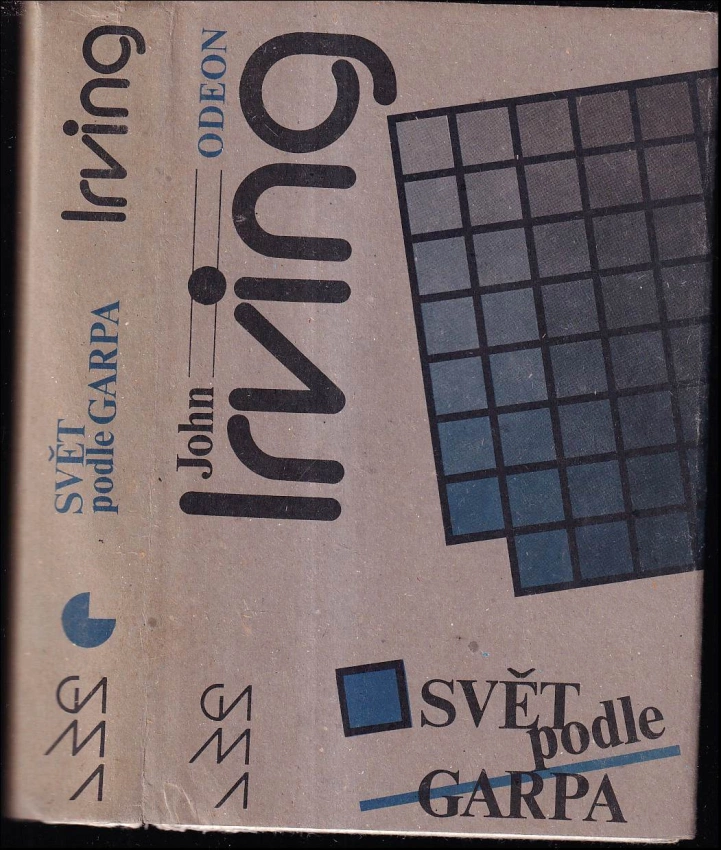 Irving
SVĚT
podle GARPA
ODEON
John
Irving
SVĚT
podle
GARPA